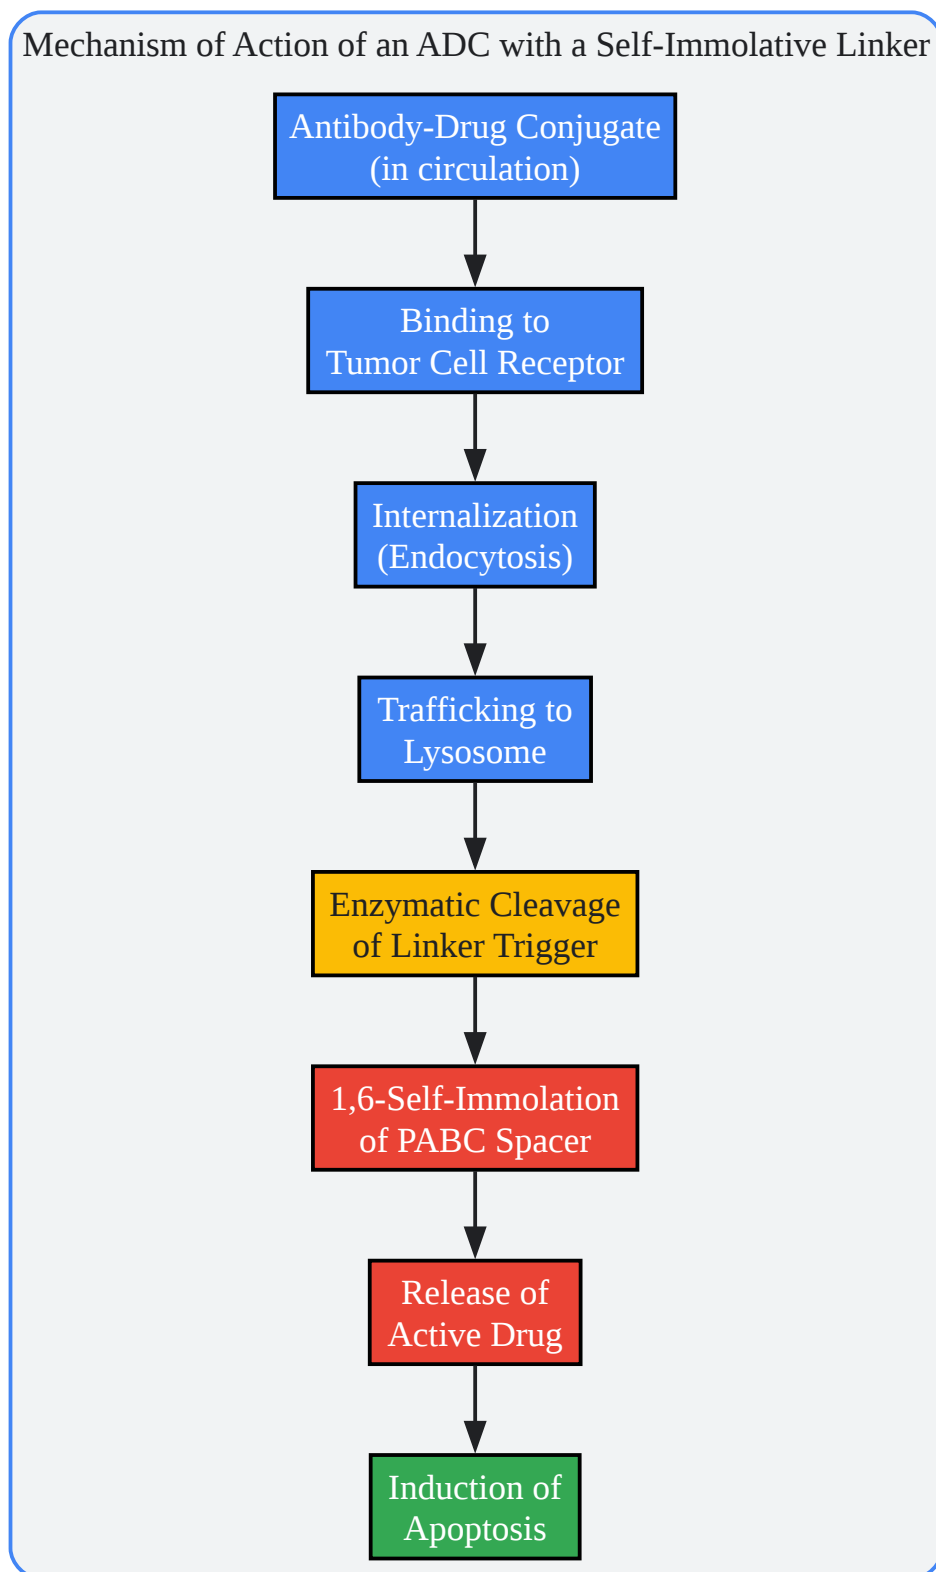 Mechanism of Action of an ADC with a Self-Immolative Linker
Antibody-Drug Conjugate
(in circulation)
Binding to
Tumor Cell Receptor
Internalization
(Endocytosis)
Trafficking to
Lysosome
Enzymatic Cleavage
of Linker Trigger
1,6-Self-Immolation
of PABC Spacer
Release of
Active Drug
Induction of
Apoptosis